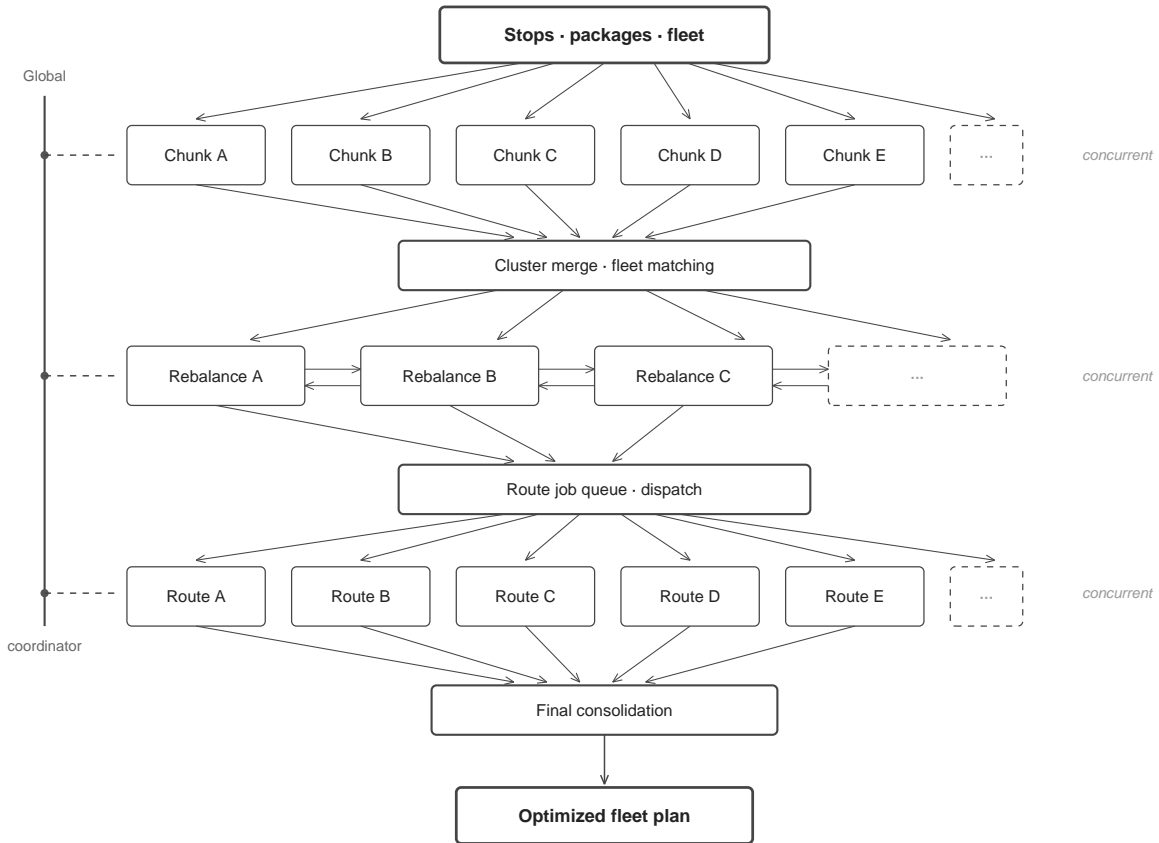 Stops · packages · fleet
Global
Chunk A
Chunk B
Chunk C
Chunk D
Chunk E
...
concurrent
Cluster merge · fleet matching
Rebalance A
Rebalance B
Rebalance C
...
concurrent
Route job queue · dispatch
Route A
Route B
Route C
Route D
Route E
...
concurrent
coordinator
Final consolidation
Optimized fleet plan